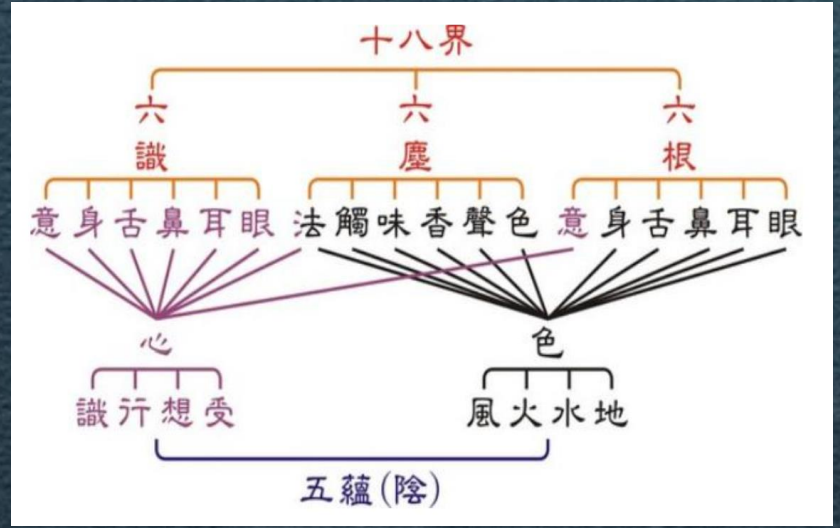 十八界
六識
六塵
六根
意身舌鼻耳眼
法觸味香聲色
意身舌鼻耳眼
心
色
識行想受
風火水地
五蘊(陰)